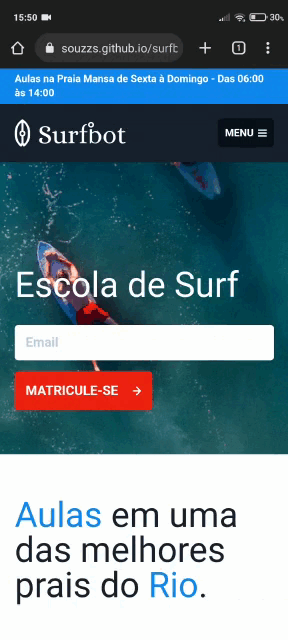 15:50
30%
souzzs.github.io/surfb
1
Aulas na Praia Mansa de Sexta à Domingo - Das 06:00
às 14:00
Surfbot
MENU
Escola de Surf
Email
MATRICULE-SE
Aulas em uma
das melhores
prais do Rio.